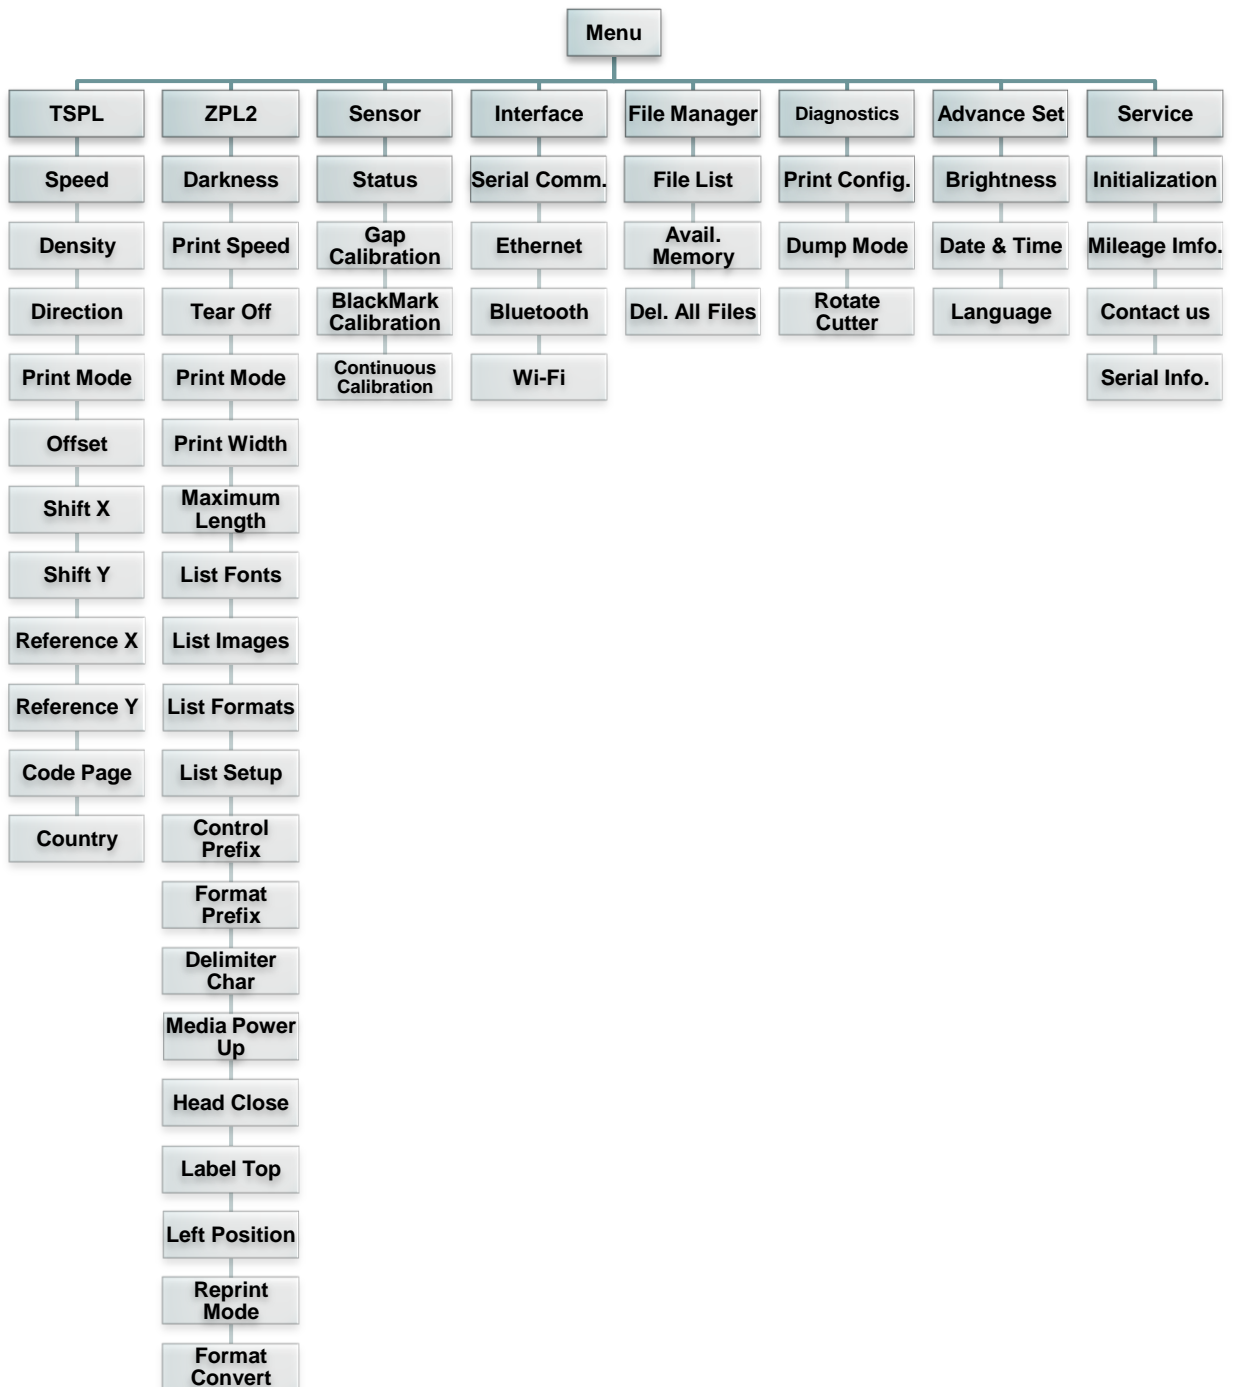 Menu
TSPL
ZPL2
Sensor
Interface
File Manager
Diagnostics
Advance Set
Service
Speed
Darkness
Status
Serial Comm.
File List
Print Config.
Brightness
Initialization
Density
Print Speed
Gap
Calibration
Ethernet
Avail.
Memory
Dump Mode
Date & Time
Mileage Imfo.
Direction
Tear Off
BlackMark
Calibration
Bluetooth
Del. All Files
Rotate
Cutter
Language
Contact us
Print Mode
Print Mode
Continuous
Calibration
Wi-Fi
Serial Info.
Offset
Print Width
Shift X
Maximum
Length
Shift Y
List Fonts
Reference X
List Images
Reference Y
List Formats
Code Page
List Setup
Country
Control
Prefix
Format
Prefix
Delimiter
Char
Media Power
Up
Head Close
Label Top
Left Position
Reprint
Mode
Format
Convert